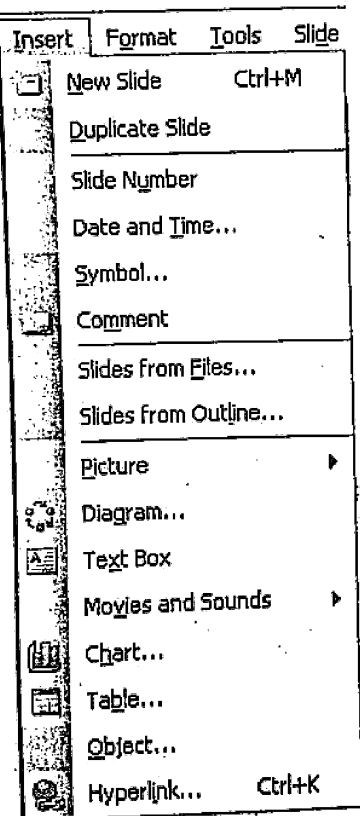 Insert Format Tools Slide
New Slide Ctrl+M
Duplicate Slide
Slide Number
Date and Time...
Symbol...
Comment
Slides from Files...
Slides from Outline...
Picture
Diagram...
Text Box
Movies and Sounds
Chart...
Table...
Object...
Hyperlink... Ctrl+K